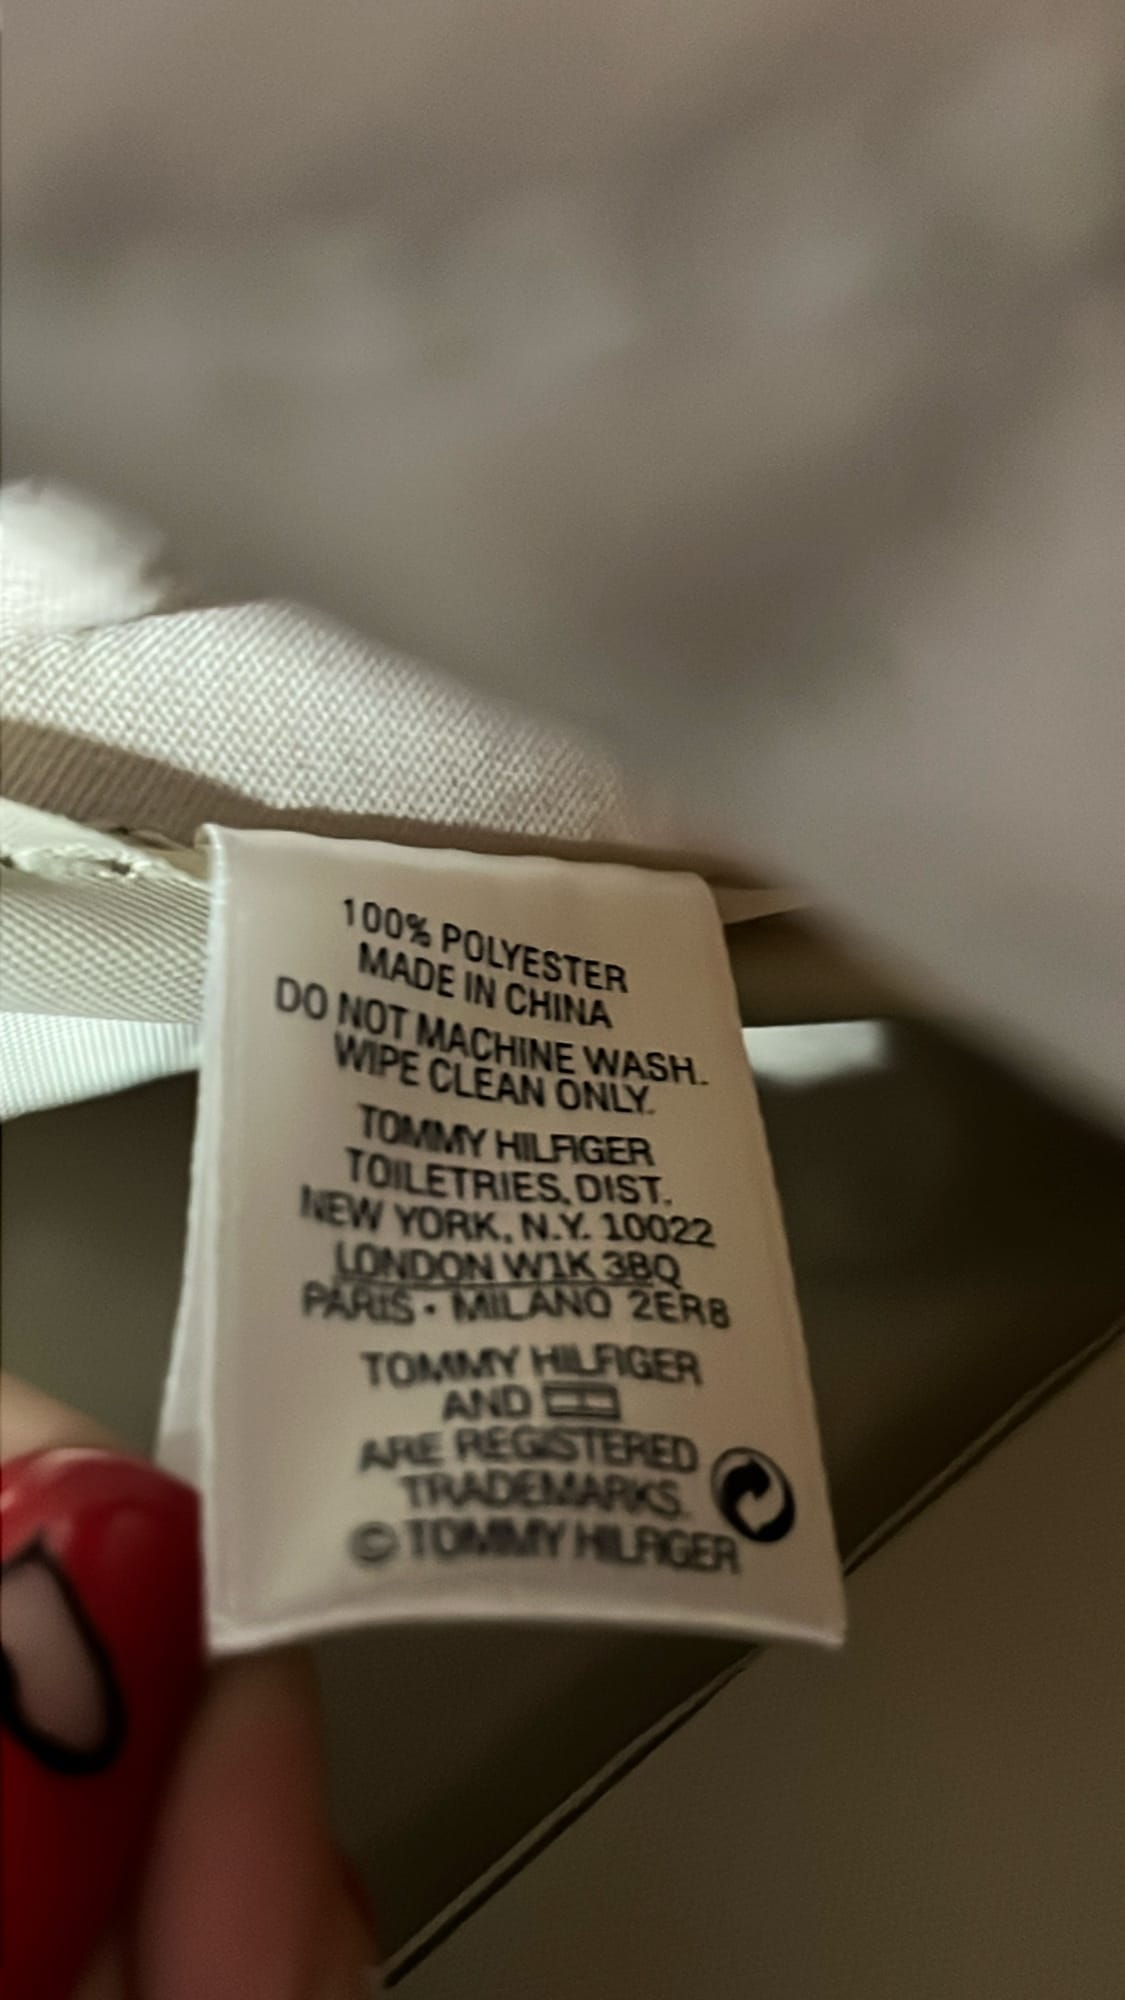 100% POLYESTER
MADE IN CHINA
DO NOT MACHINE WASH.
WIPE CLEAN ONLY.
TOMMY HILFIGER
TOILETRIES, DIST.
NEW YORK, N.Y. 10022
LONDON W1K 3BQ
PARIS • MILANO 2ER8
TOMMY HILFIGER
AND
ARE REGISTERED
TRADEMARKS.
© TOMMY HILFIGER